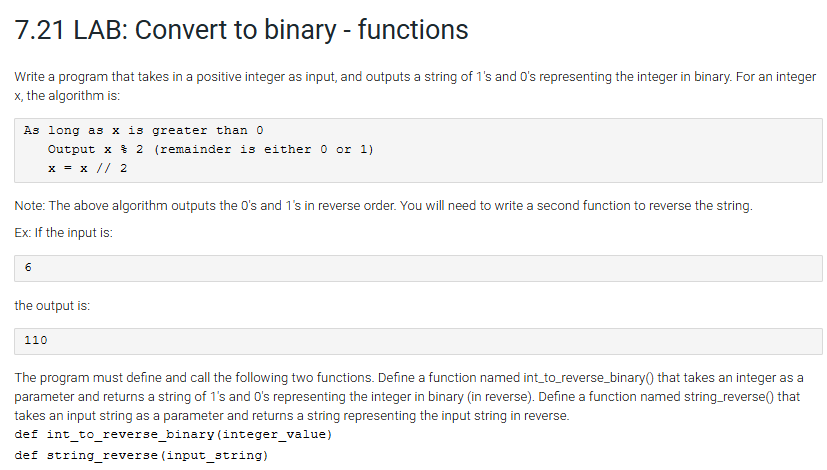 7.21 LAB: Convert to binary - functions
Write a program that takes in a positive integer as input, and outputs a string of 1's and 0's representing the integer in binary. For an integer
x, the algorithm is:
As long as x is greater than 0
Output x % 2 (remainder is either 0 or 1)
x = x // 2
Note: The above algorithm outputs the 0's and 1's in reverse order. You will need to write a second function to reverse the string.
Ex: If the input is:
6
the output is:
110
The program must define and call the following two functions. Define a function named int_to_reverse_binary() that takes an integer as a
parameter and returns a string of 1's and 0's representing the integer in binary (in reverse). Define a function named string_reverse() that
takes an input string as a parameter and returns a string representing the input string in reverse.
def int_to_reverse_binary(integer_value)
def string_reverse(input_string)